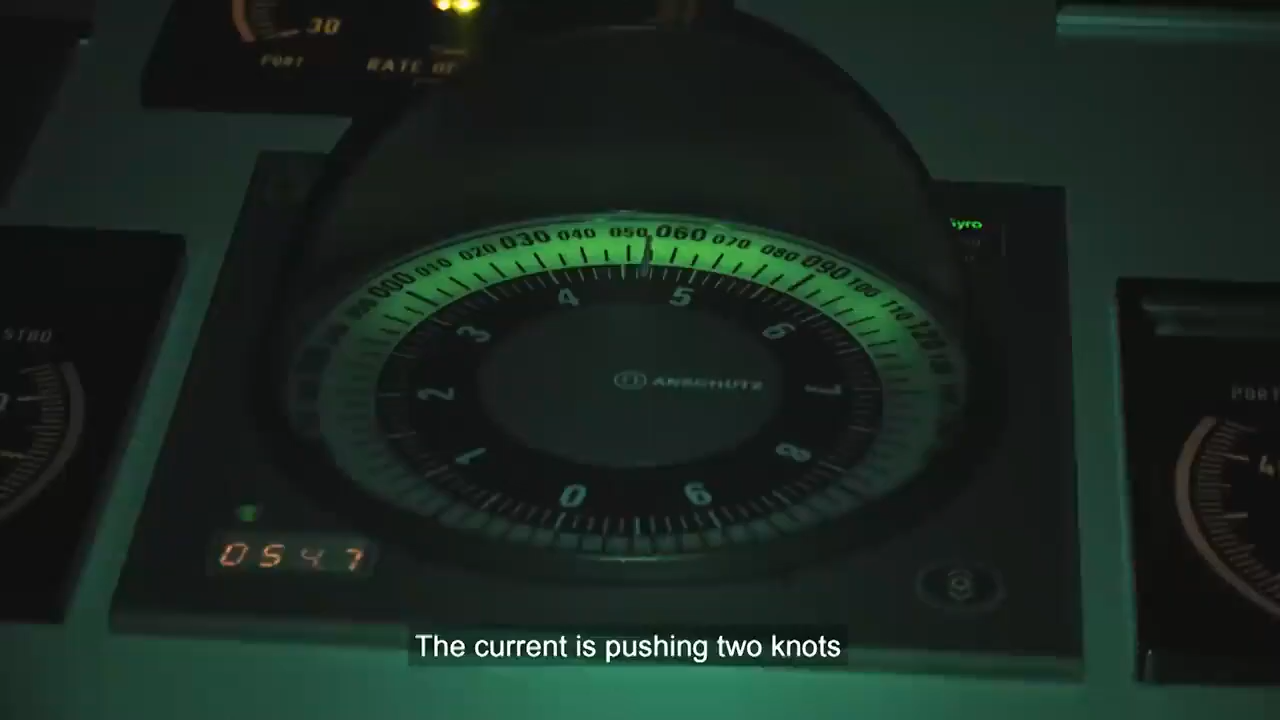 30
PORT
RATE OF
Gyro
000 010 020 030 040 050 060 070 080 090 100 110 120
4 5
3 6
2 7
1 8
0 9
ANSCHUTZ
STBD
PORT
4
0547
The current is pushing two knots